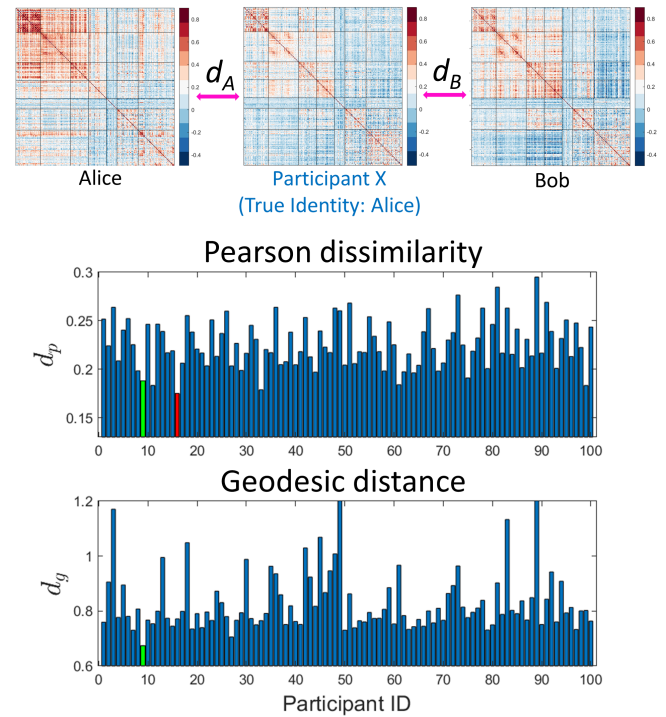 0.8
0.6
0.4
0.2
0
-0.2
-0.4
0.8
0.6
0.4
0.2
0
-0.2
-0.4
0.8
0.6
0.4
0.2
0
-0.2
-0.4
d_A
d_B
Alice
Participant X
(True Identity: Alice)
Bob
Pearson dissimilarity
0.3
0.25
0.2
0.15
d_p
0 10 20 30 40 50 60 70 80 90 100
Geodesic distance
1.2
1
0.8
0.6
d_g
0 10 20 30 40 50 60 70 80 90 100
Participant ID